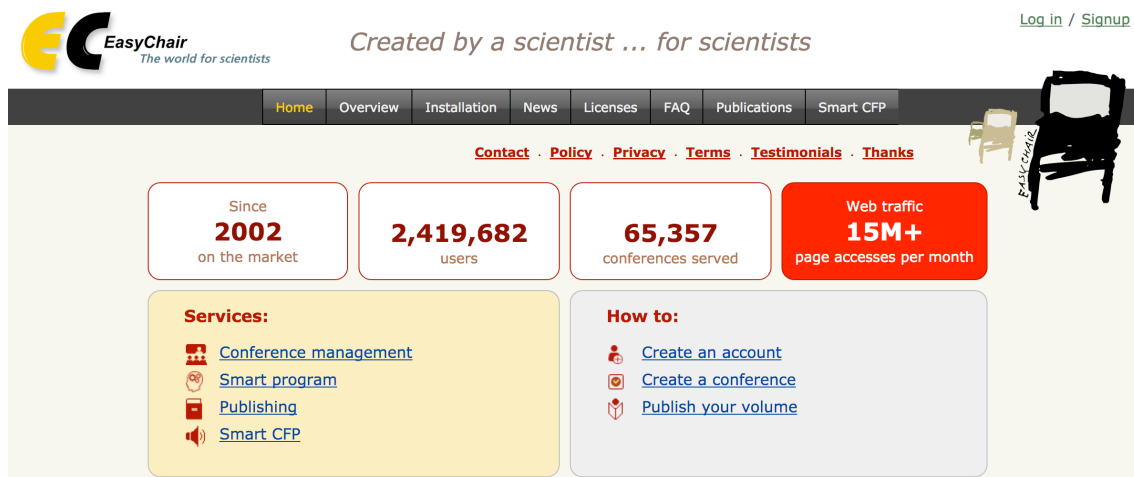 EC EasyChair
The world for scientists
Created by a scientist ... for scientists
Log in / Signup
Home Overview Installation News Licenses FAQ Publications Smart CFP
EASY CHAIR
Contact . Policy . Privacy . Terms . Testimonials . Thanks
Since
2002
on the market
2,419,682
users
65,357
conferences served
Web traffic
15M+
page accesses per month
Services:
Conference management
Smart program
Publishing
Smart CFP
How to:
Create an account
Create a conference
Publish your volume